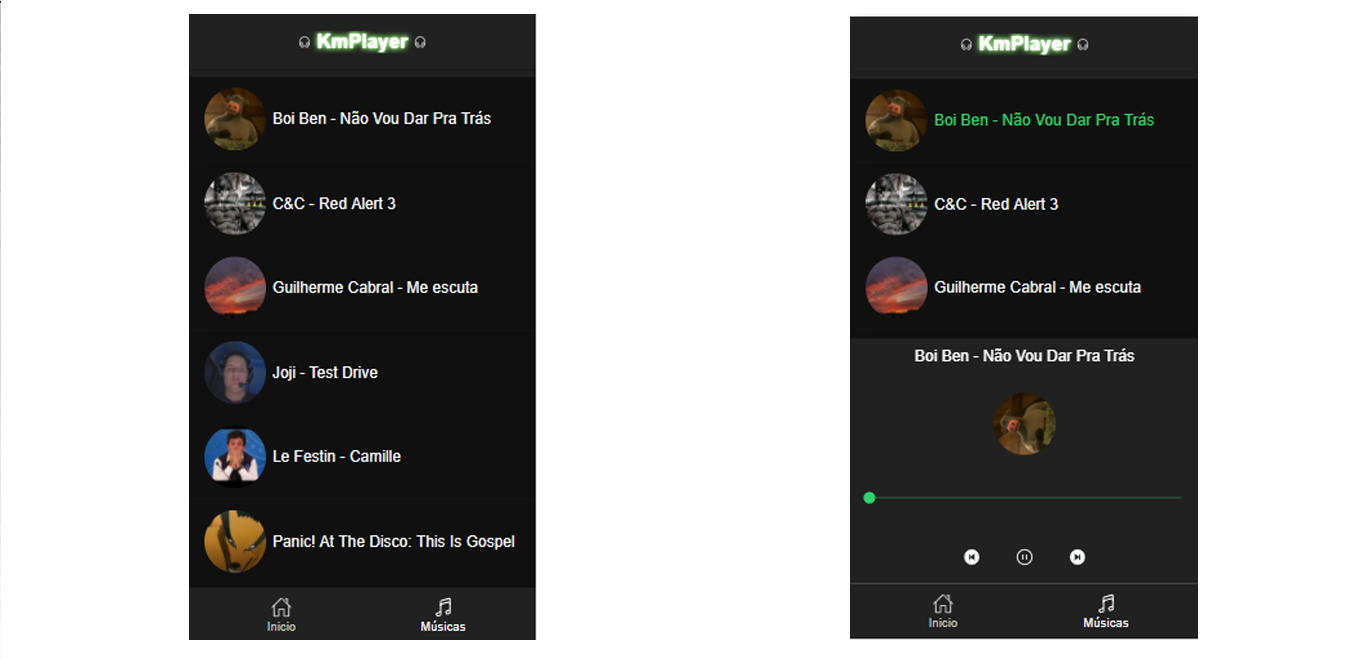 KmPlayer
Boi Ben - Não Vou Dar Pra Trás
C&C - Red Alert 3
Guilherme Cabral - Me escuta
Joji - Test Drive
Le Festin - Camille
Panic! At The Disco: This Is Gospel
Inicio
Músicas
KmPlayer
Boi Ben - Não Vou Dar Pra Trás
C&C - Red Alert 3
Guilherme Cabral - Me escuta
Boi Ben - Não Vou Dar Pra Trás
Inicio
Músicas